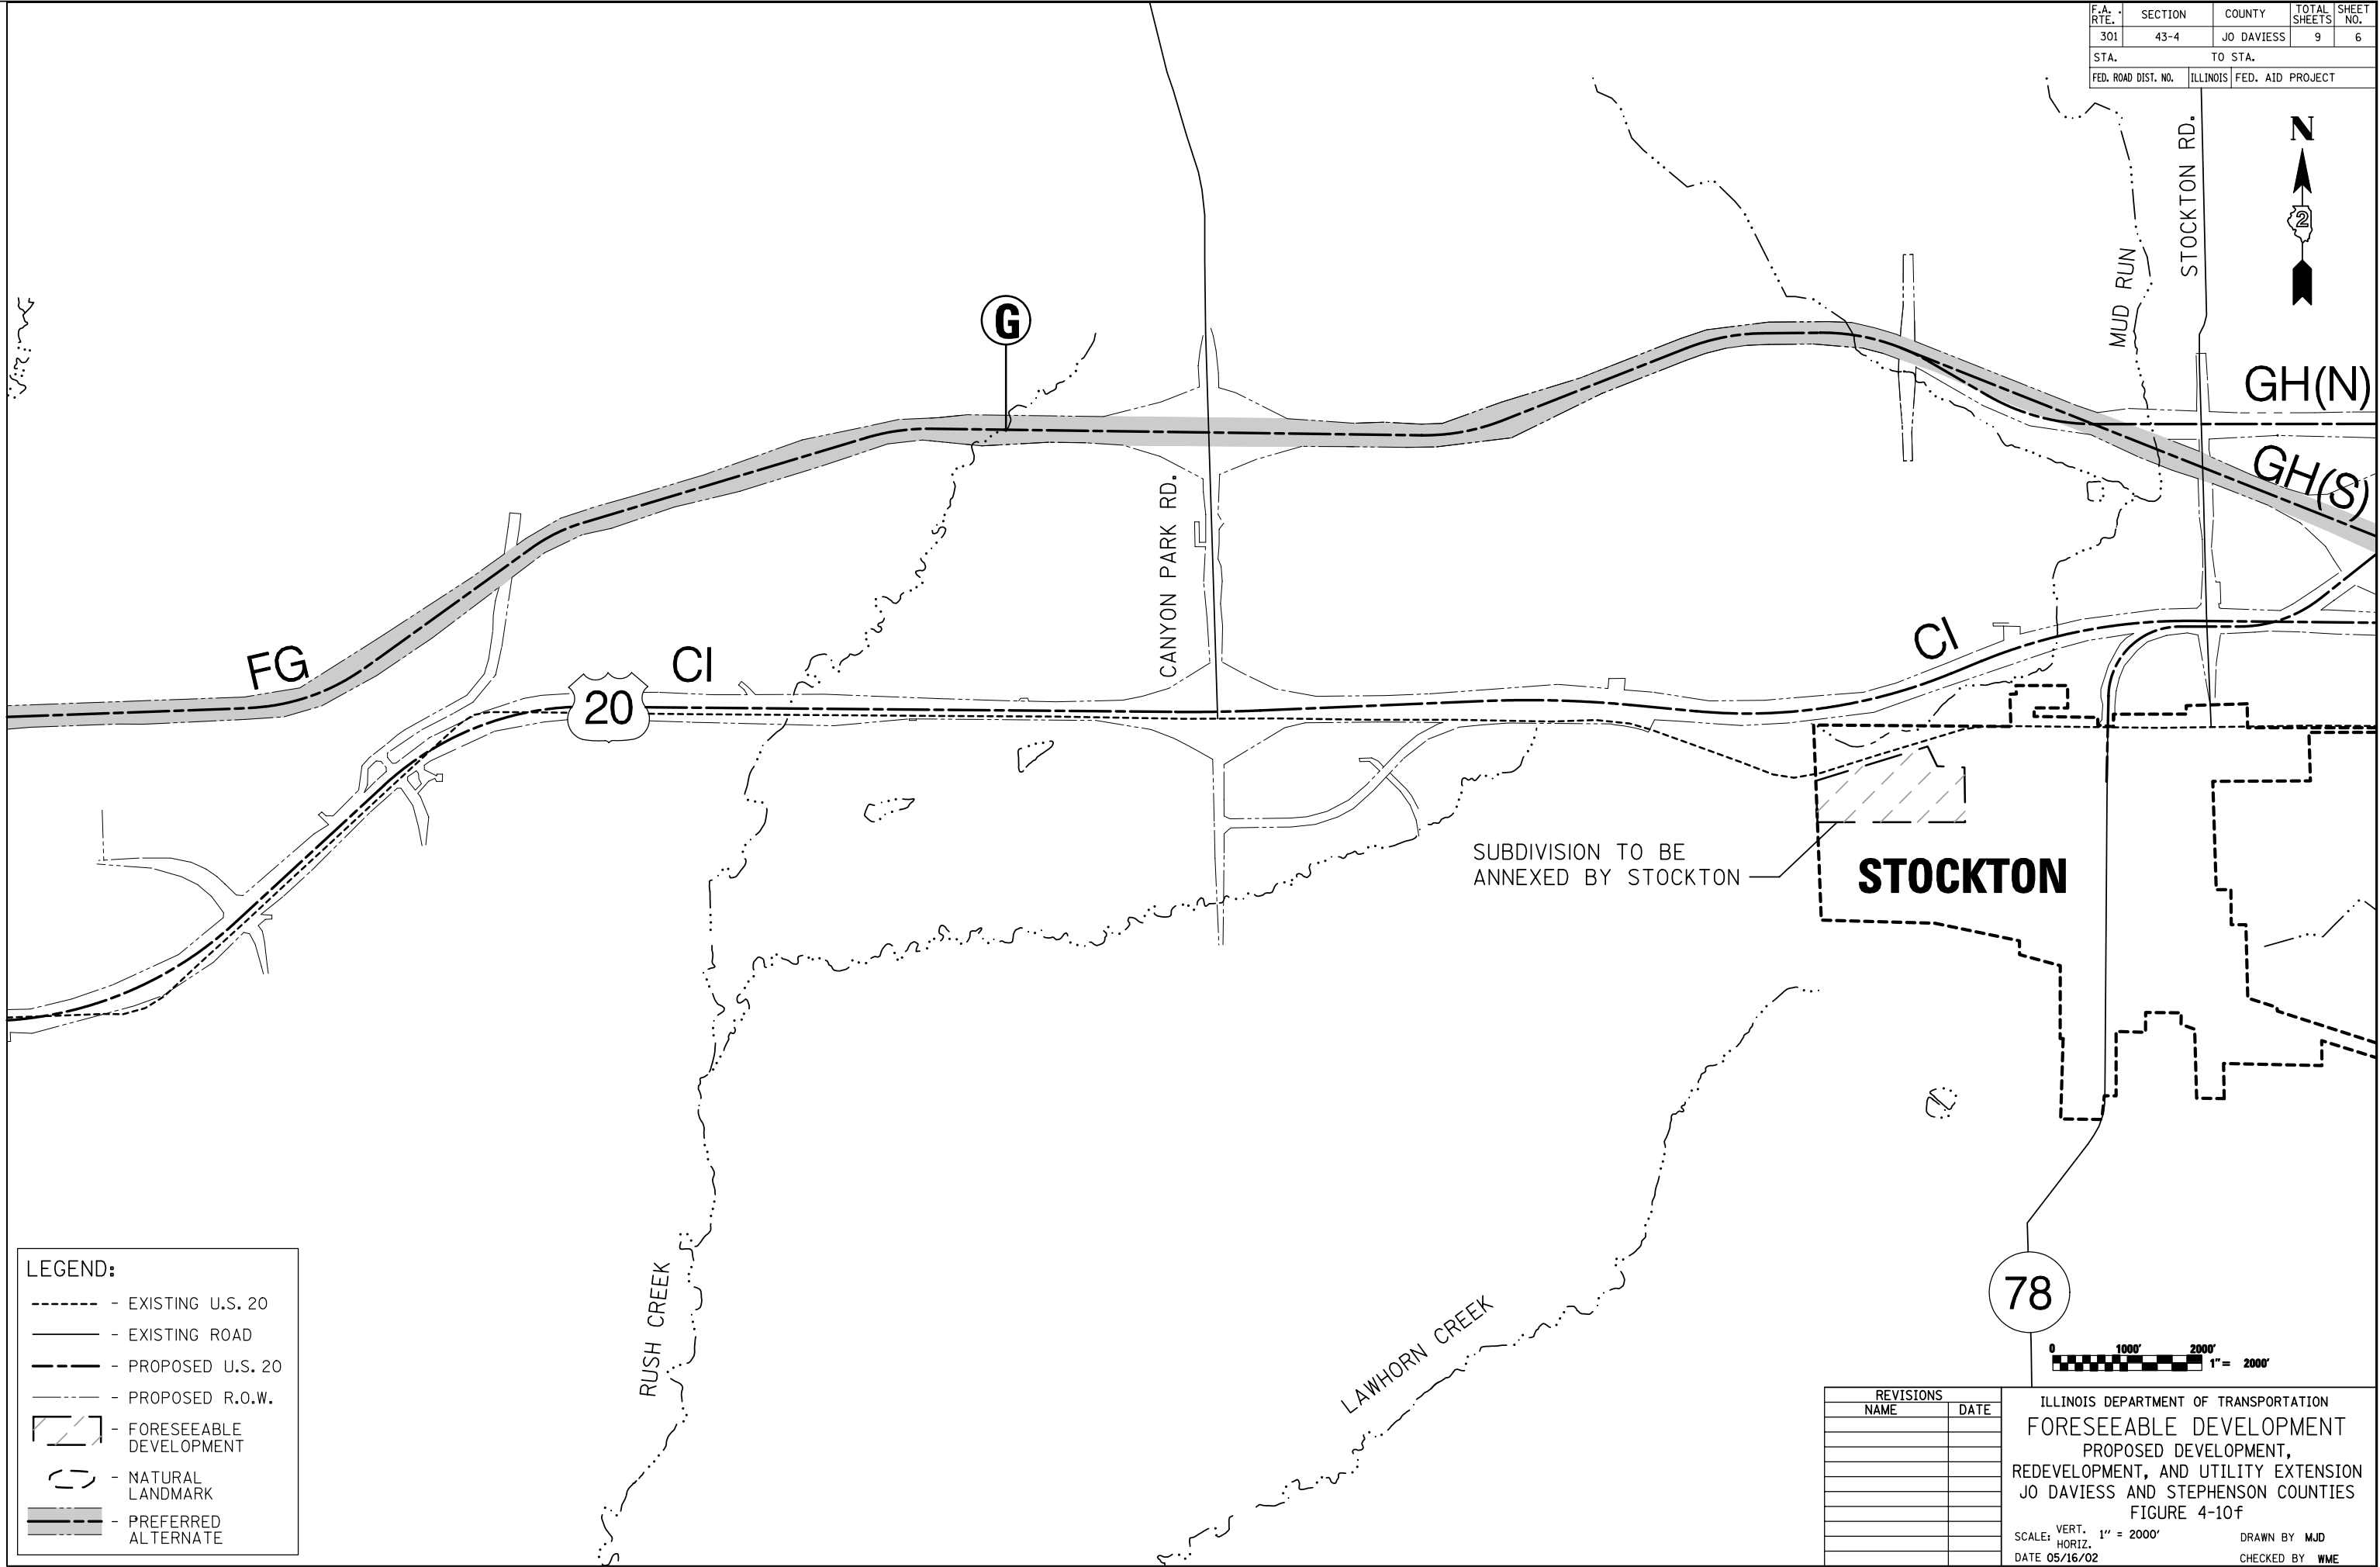 F.A. RTE. SECTION COUNTY TOTAL SHEETS SHEET NO.
301 43-4 JO DAVIESS 9 6
STA. TO STA.
FED. ROAD DIST. NO. ILLINOIS FED. AID PROJECT
N
2
STOCKTON RD.
MUD RUN
G
GH(N)
GH(S)
CANYON PARK RD.
FG
CI
20
CI
SUBDIVISION TO BE
ANNEXED BY STOCKTON
STOCKTON
RUSH CREEK
LAWHORN CREEK
78
LEGEND:
- EXISTING U.S. 20
- EXISTING ROAD
- PROPOSED U.S. 20
- PROPOSED R.O.W.
- FORESEEABLE
DEVELOPMENT
- NATURAL
LANDMARK
- PREFERRED
ALTERNATE
0 1000' 2000'
1" = 2000'
REVISIONS
NAME DATE
ILLINOIS DEPARTMENT OF TRANSPORTATION
FORESEEABLE DEVELOPMENT
PROPOSED DEVELOPMENT,
REDEVELOPMENT, AND UTILITY EXTENSION
JO DAVIESS AND STEPHENSON COUNTIES
FIGURE 4-10f
SCALE: VERT. HORIZ. 1" = 2000' DRAWN BY MJD
DATE 05/16/02 CHECKED BY WME